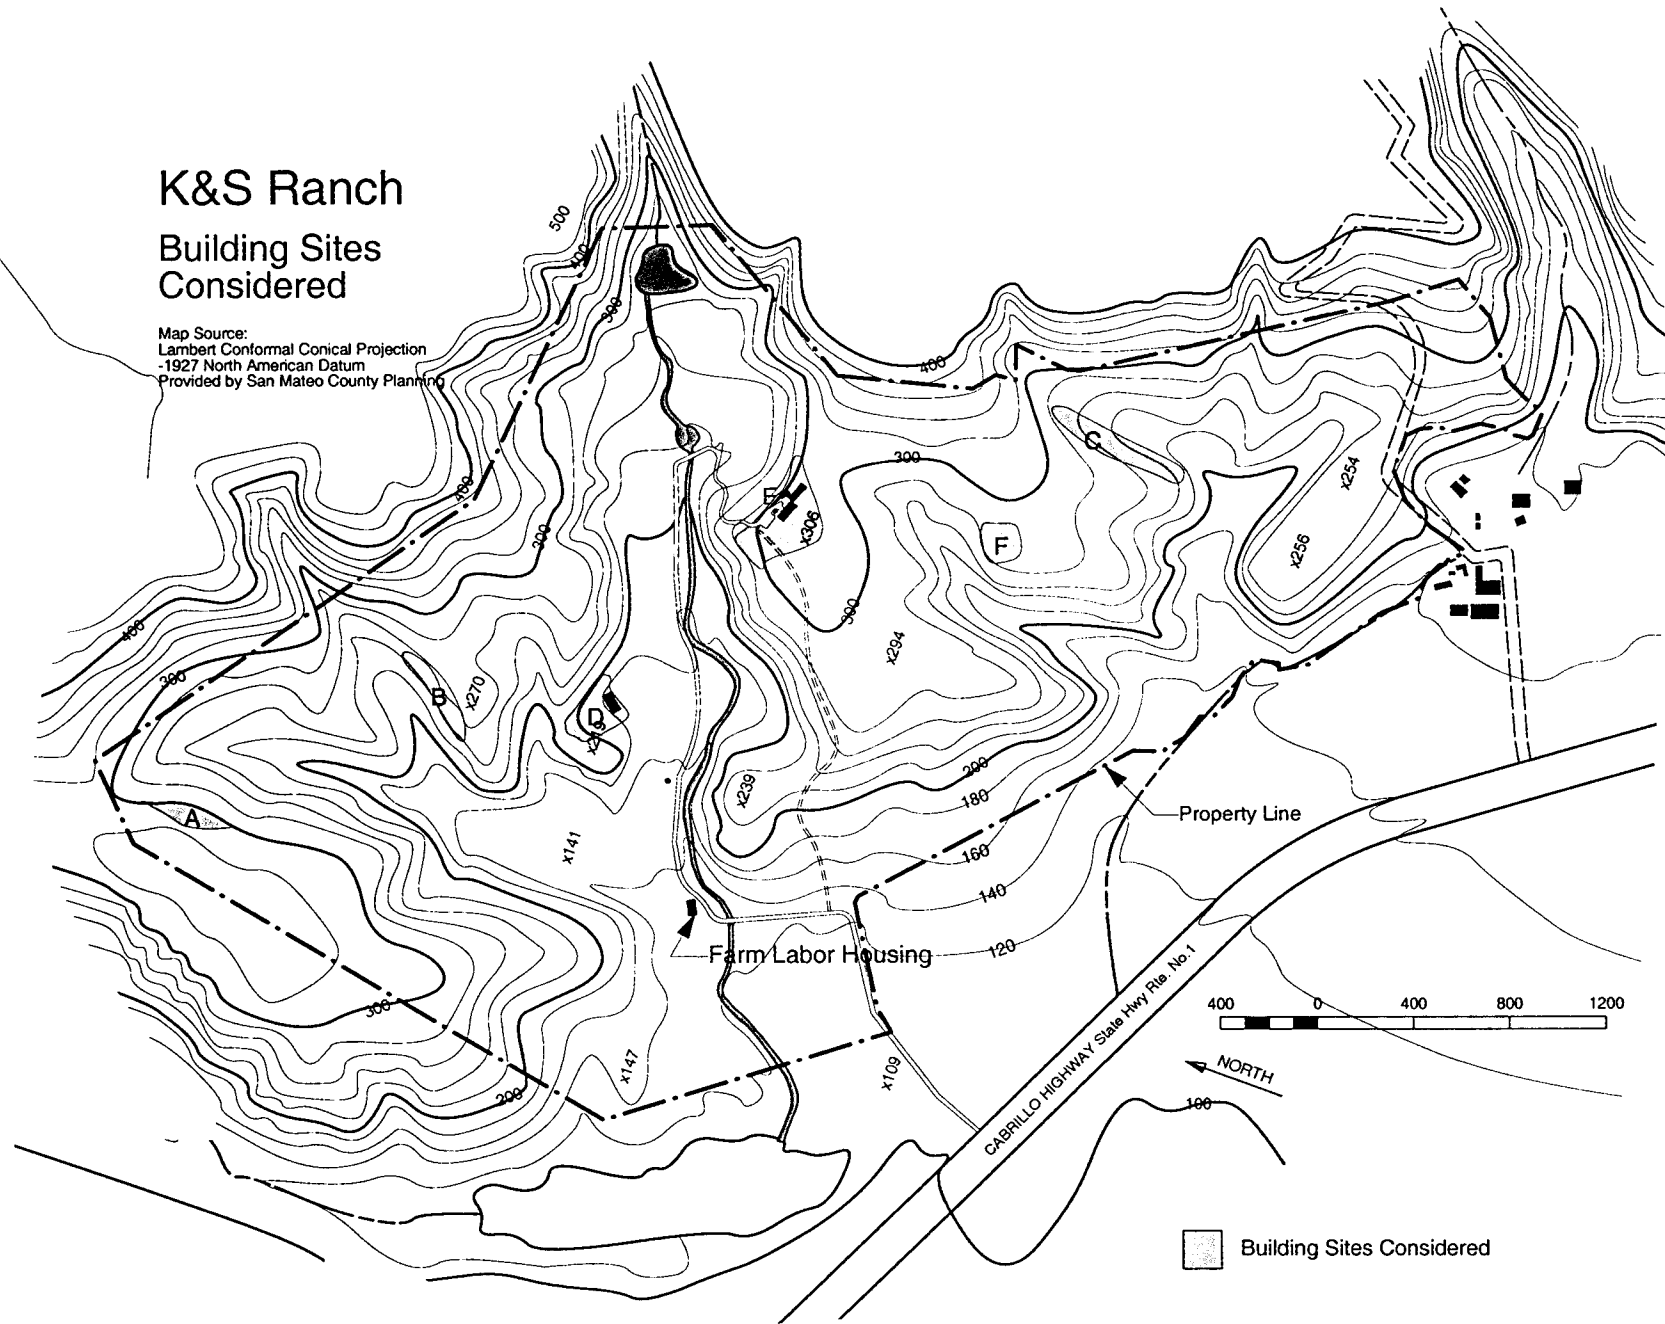 K&S Ranch
Building Sites
Considered
Map Source:
Lambert Conformal Conical Projection
-1927 North American Datum
Provided by San Mateo County Planning
500
400
300
400
400
300
300
C
x254
400
300
E
x306
F
x256
300
300
B
x270
D
x294
x239
200
180
Property Line
A
x141
160
140
Farm Labor Housing
120
300
x147
200
x109
CABRILLO HIGHWAY State Hwy Rte. No.1
400 0 400 800 1200
NORTH
100
Building Sites Considered